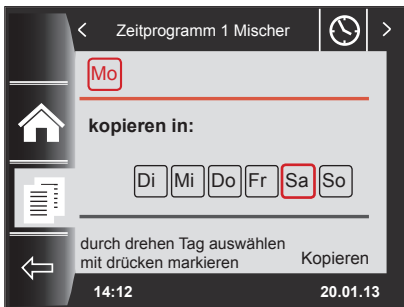 Zeitprogramm 1 Mischer
Mo
kopieren in:
Di Mi Do Fr Sa So
durch drehen Tag auswählen
mit drücken markieren Kopieren
14:12 20.01.13